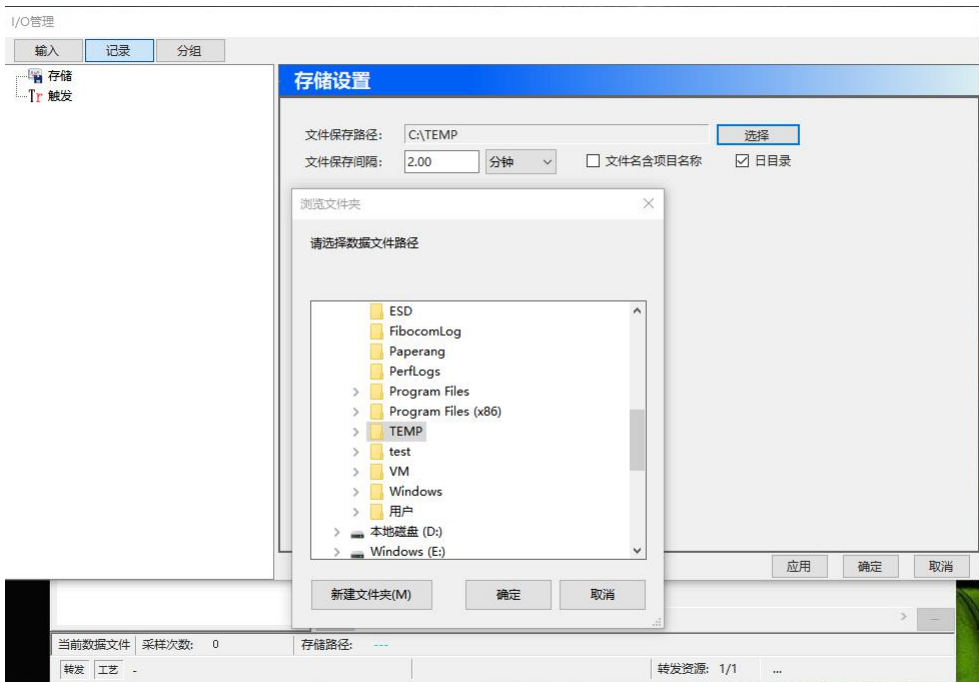 I/O管理
输入 记录 分组
存储
Tr 触发
存储设置
文件保存路径: C:\TEMP 选择
文件保存间隔: 2.00 分钟 文件名含项目名称 日目录
浏览文件夹
请选择数据文件路径
ESD
FibocomLog
Paperang
PerfLogs
Program Files
Program Files (x86)
TEMP
test
VM
Windows
用户
本地磁盘 (D:)
Windows (E:)
新建文件夹(M) 确定 取消
应用 确定 取消
当前数据文件 采样次数: 0 存储路径: ---
转发 工艺 - 转发资源: 1/1 ...